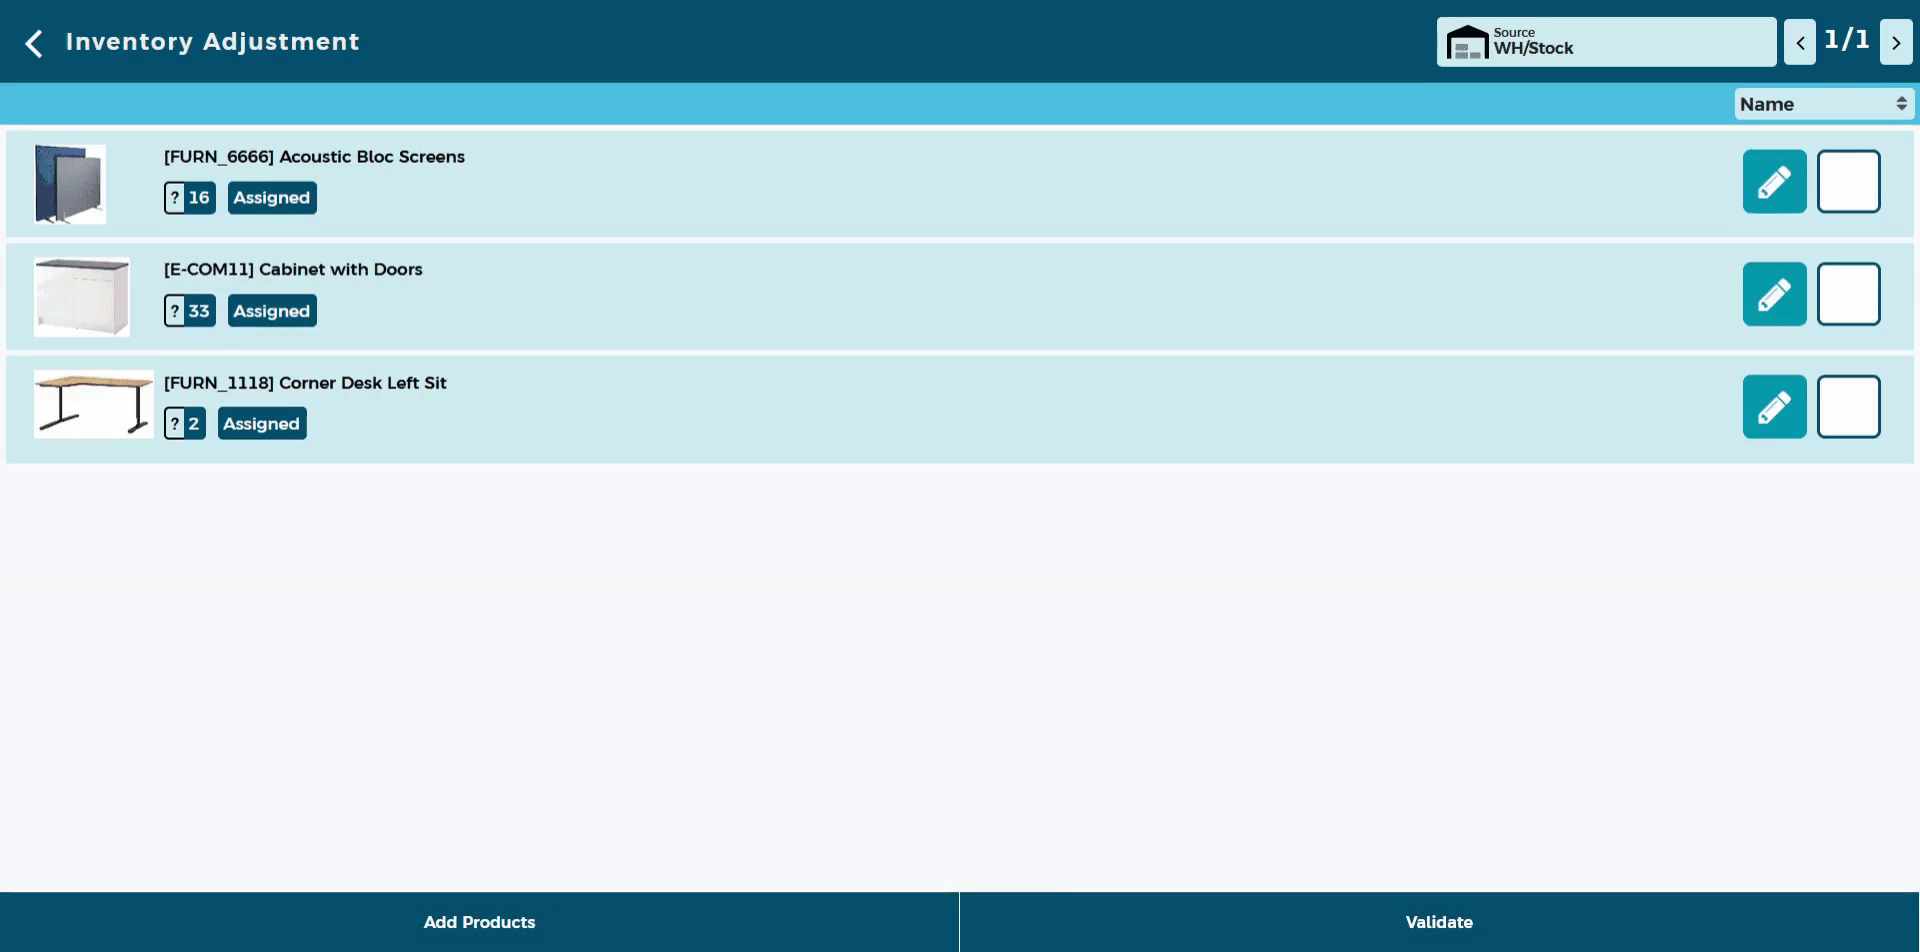 Inventory Adjustment
Source
WH/Stock
1/1
Name
[FURN_6666] Acoustic Bloc Screens
? 16 Assigned
[E-COM11] Cabinet with Doors
? 33 Assigned
[FURN_1118] Corner Desk Left Sit
? 2 Assigned
Add Products
Validate